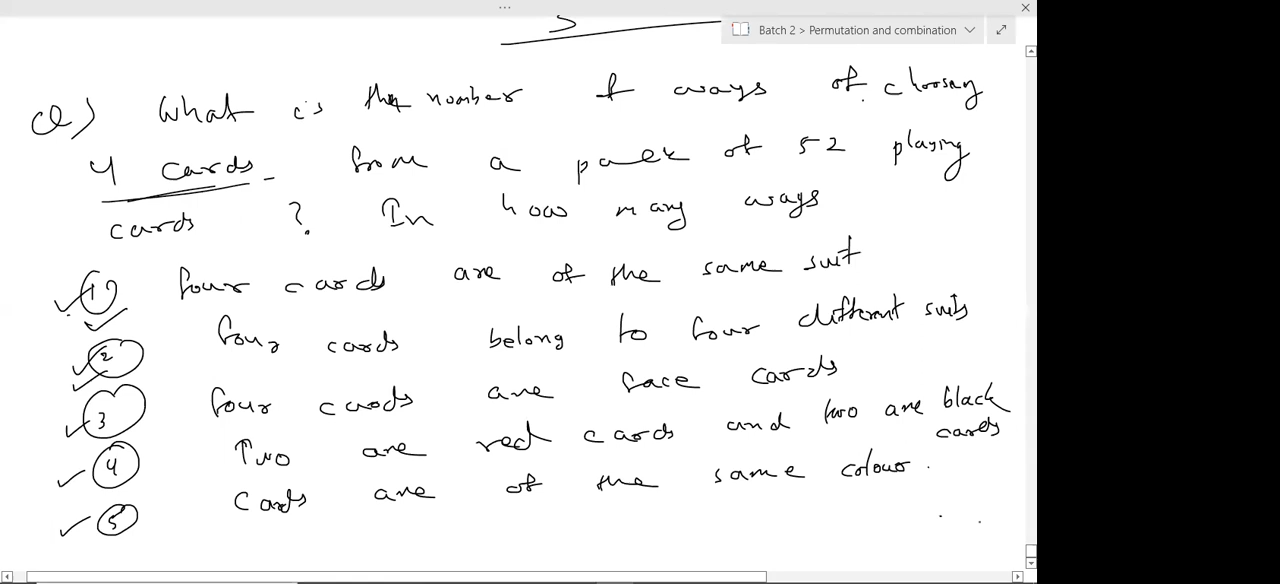 Batch 2 > Permutation and combination
Q) What is the number of ways of choosing
4 cards from a pack of 52 playing
cards ? In how many ways
1) four cards are of the same suit
2 four cards belong to four different suits
3 four cards are face cards
4 Two are red cards and two are black cards
5 Cards are of the same colour.